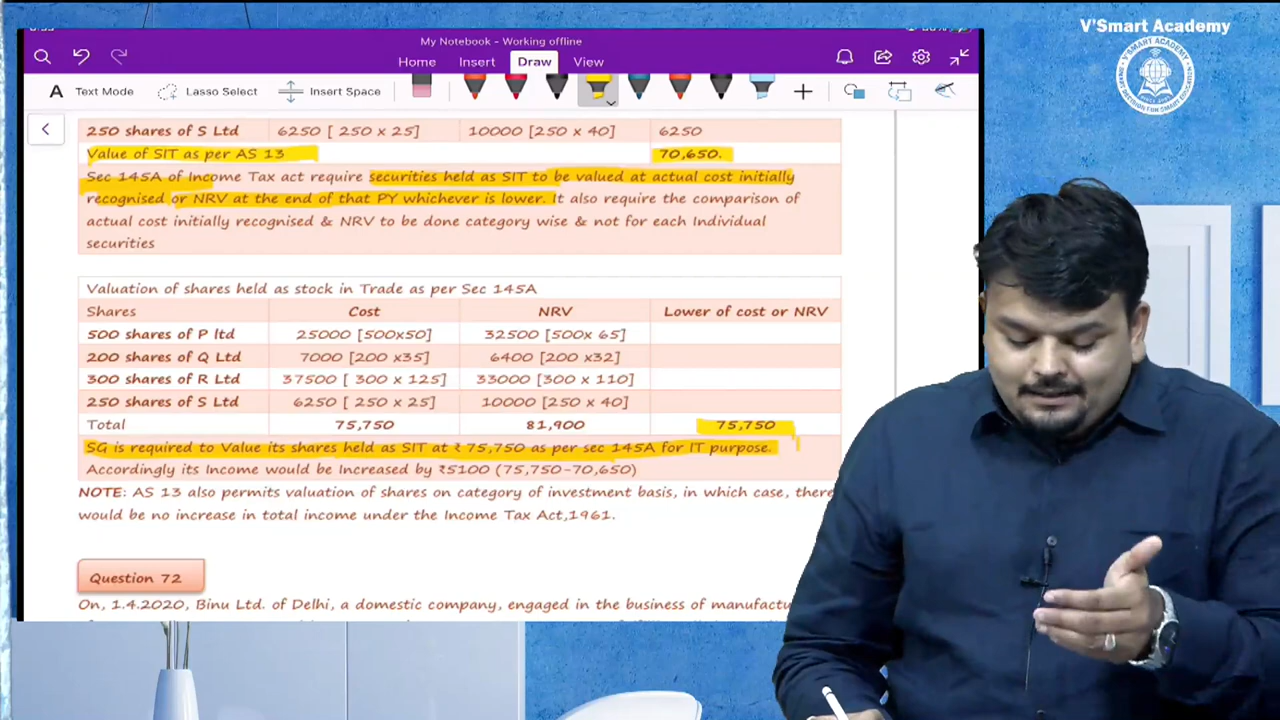 V'Smart Academy
My Notebook - Working offline
Home Insert Draw View
Text Mode Lasso Select Insert Space
250 shares of S Ltd 6250 [ 250 x 25] 10000 [250 x 40] 6250
Value of SIT as per AS 13 70,650.
Sec 145A of Income Tax act require securities held as SIT to be valued at actual cost initially
recognised or NRV at the end of that PY whichever is lower. It also require the comparison of
actual cost initially recognised & NRV to be done category wise & not for each Individual
securities
Valuation of shares held as stock in Trade as per Sec 145A
Shares Cost NRV Lower of cost or NRV
500 shares of P ltd 25000 [500x50] 32500 [500x 65]
200 shares of Q Ltd 7000 [200 x35] 6400 [200 x32]
300 shares of R Ltd 37500 [ 300 x 125] 33000 [300 x 110]
250 shares of S Ltd 6250 [ 250 x 25] 10000 [250 x 40]
Total 75,750 81,900 75,750
SG is required to Value its shares held as SIT at ₹ 75,750 as per sec 145A for IT purpose.
Accordingly its Income would be Increased by ₹5100 (75,750-70,650)
NOTE: AS 13 also permits valuation of shares on category of investment basis, in which case, there
would be no increase in total income under the Income Tax Act,1961.
Question 72
On, 1.4.2020, Binu Ltd. of Delhi, a domestic company, engaged in the business of manufactu